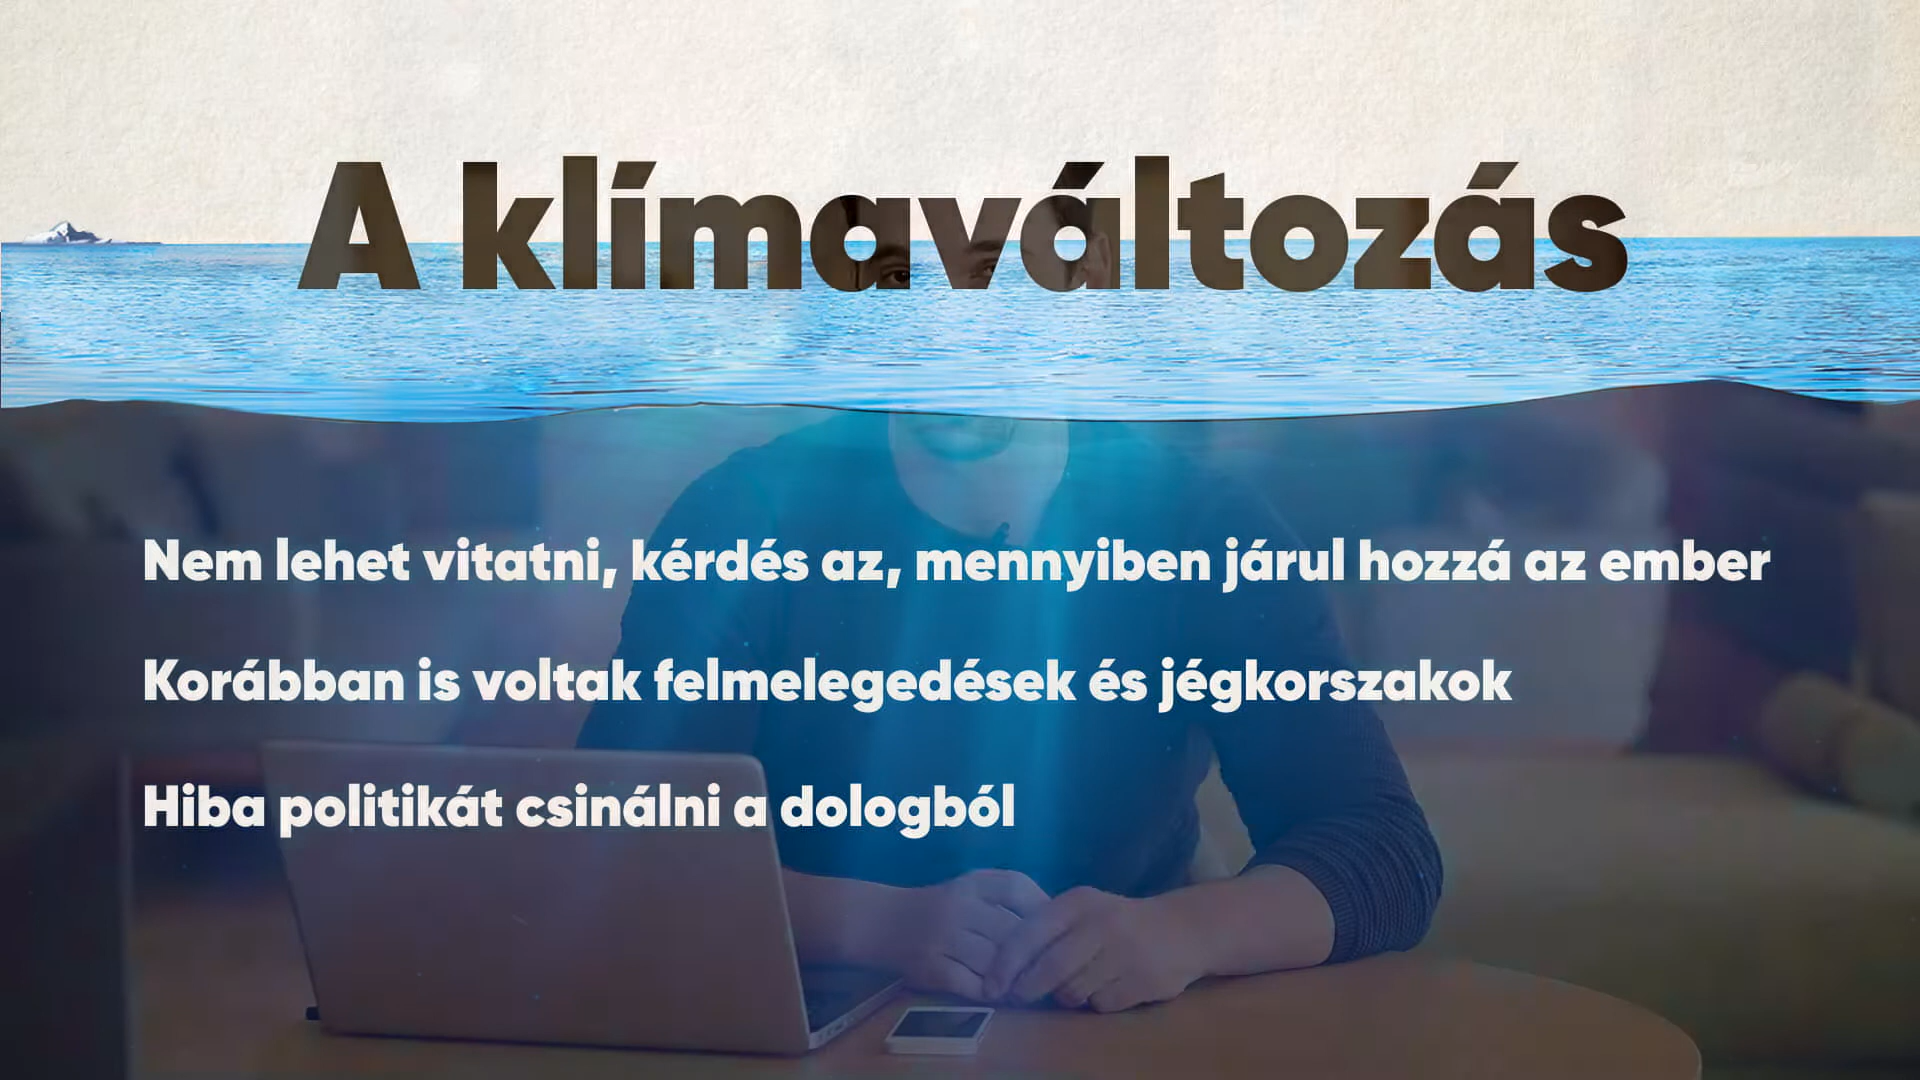 A klímaváltozás
Nem lehet vitatni, kérdés az, mennyiben járul hozzá az ember
Korábban is voltak felmelegedések és jégkorszakok
Hiba politikát csinálni a dologból